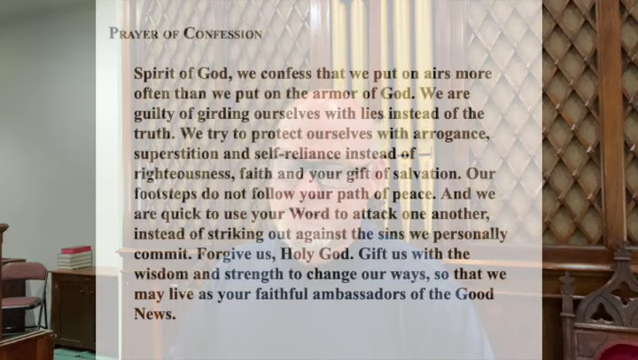 PRAYER OF CONFESSION
Spirit of God, we confess that we put on airs more
often than we put on the armor of God. We are
guilty of girding ourselves with lies instead of the
truth. We try to protect ourselves with arrogance,
superstition and self-reliance instead of
righteousness, faith and your gift of salvation. Our
footsteps do not follow your path of peace. And we
are quick to use your Word to attack one another,
instead of striking out against the sins we personally
commit. Forgive us, Holy God. Gift us with the
wisdom and strength to change our ways, so that we
may live as your faithful ambassadors of the Good
News.